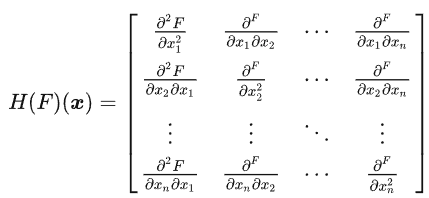 H(F)(𝒙) = [ ∂²F/∂x₁² ∂ᶠ/∂x₁∂x₂ ⋯ ∂ᶠ/∂x₁∂xₙ
∂²F/∂x₂∂x₁ ∂ᶠ/∂x₂² ⋯ ∂ᶠ/∂x₂∂xₙ
⋮ ⋮ ⋱ ⋮
∂²F/∂xₙ∂x₁ ∂ᶠ/∂xₙ∂x₂ ⋯ ∂ᶠ/∂xₙ² ]